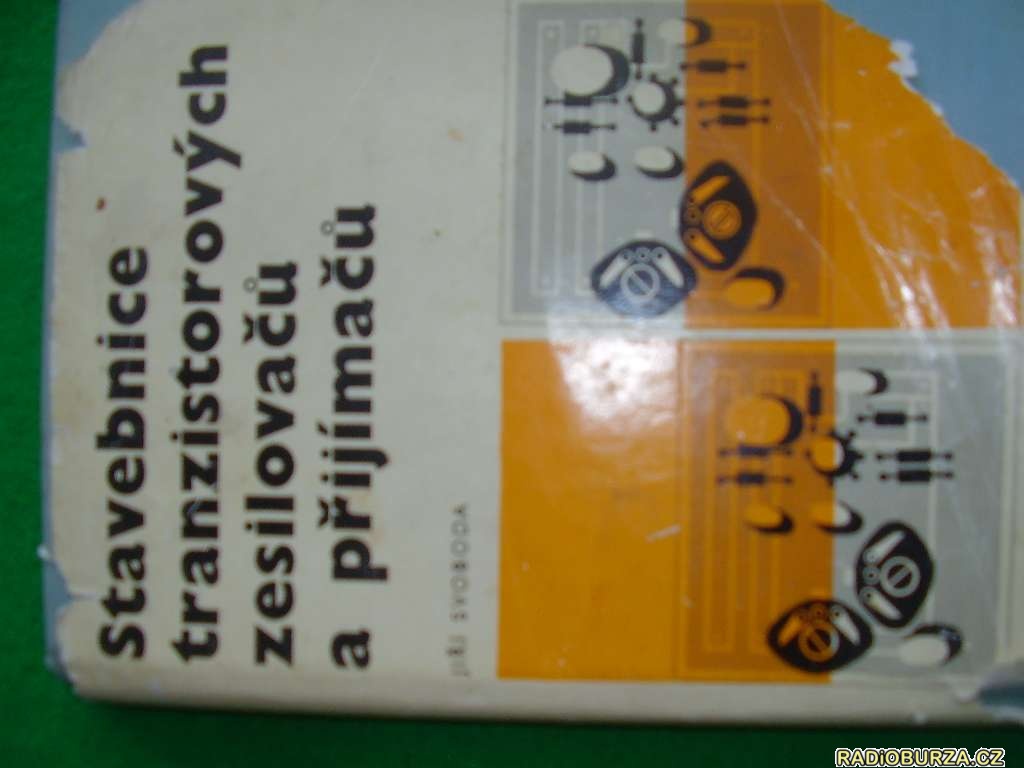 Stavebnice
tranzistorových
zesilovačů
a přijímačů
JIŘÍ SVOBODA
RADIOBURZA.CZ